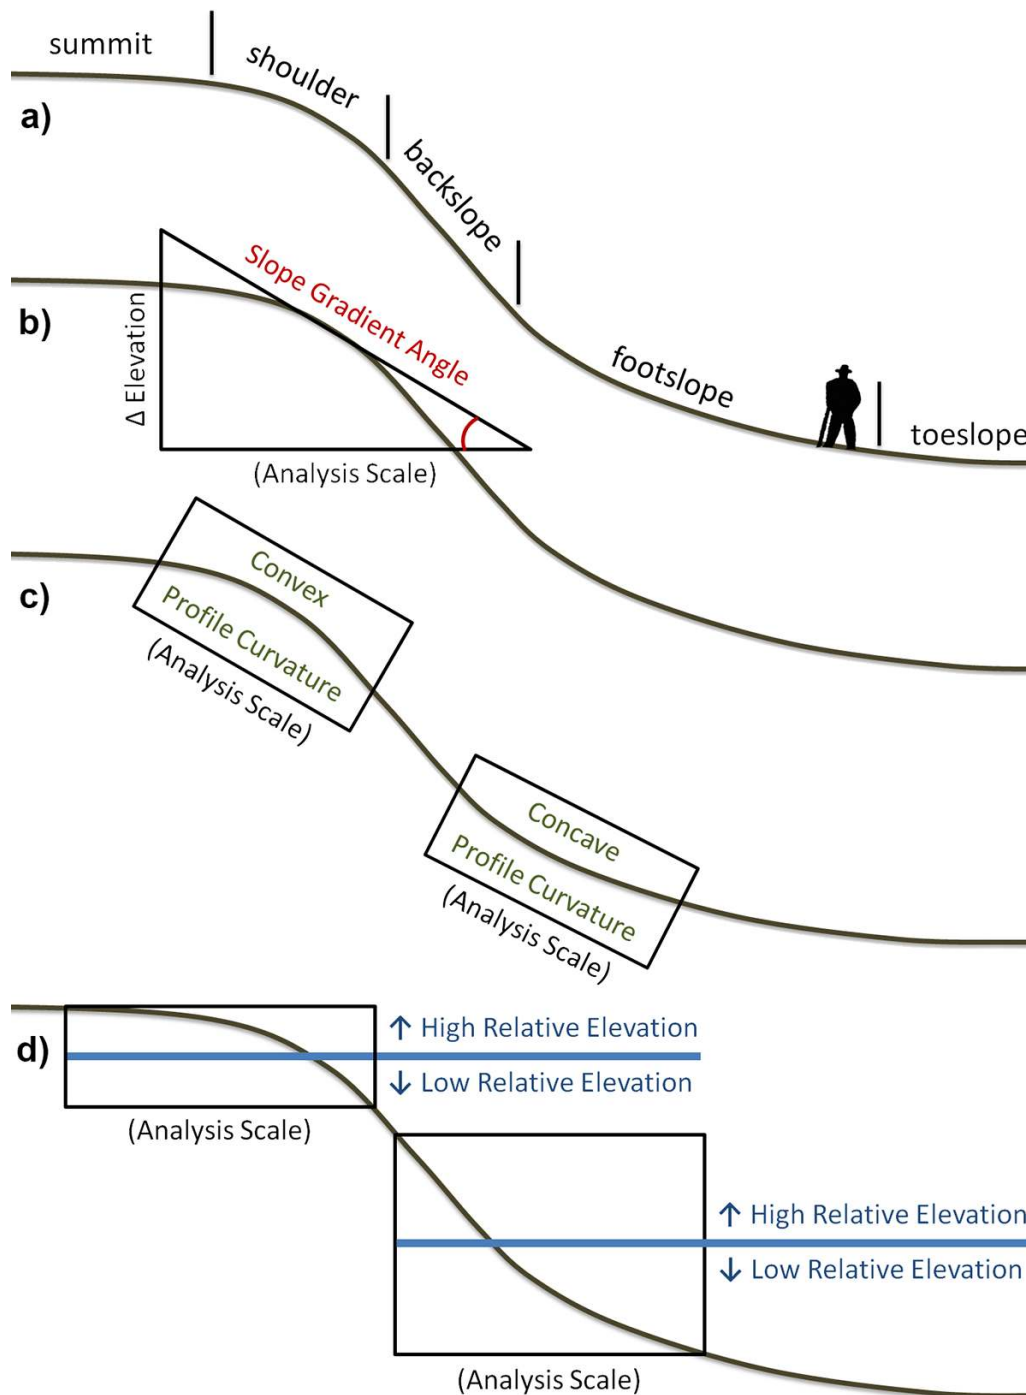 summit
shoulder
a)
backslope
footslope
toeslope
b)
Δ Elevation
Slope Gradient Angle
(Analysis Scale)
c)
Convex
Profile Curvature
(Analysis Scale)
Concave
Profile Curvature
(Analysis Scale)
d)
↑ High Relative Elevation
↓ Low Relative Elevation
(Analysis Scale)
↑ High Relative Elevation
↓ Low Relative Elevation
(Analysis Scale)